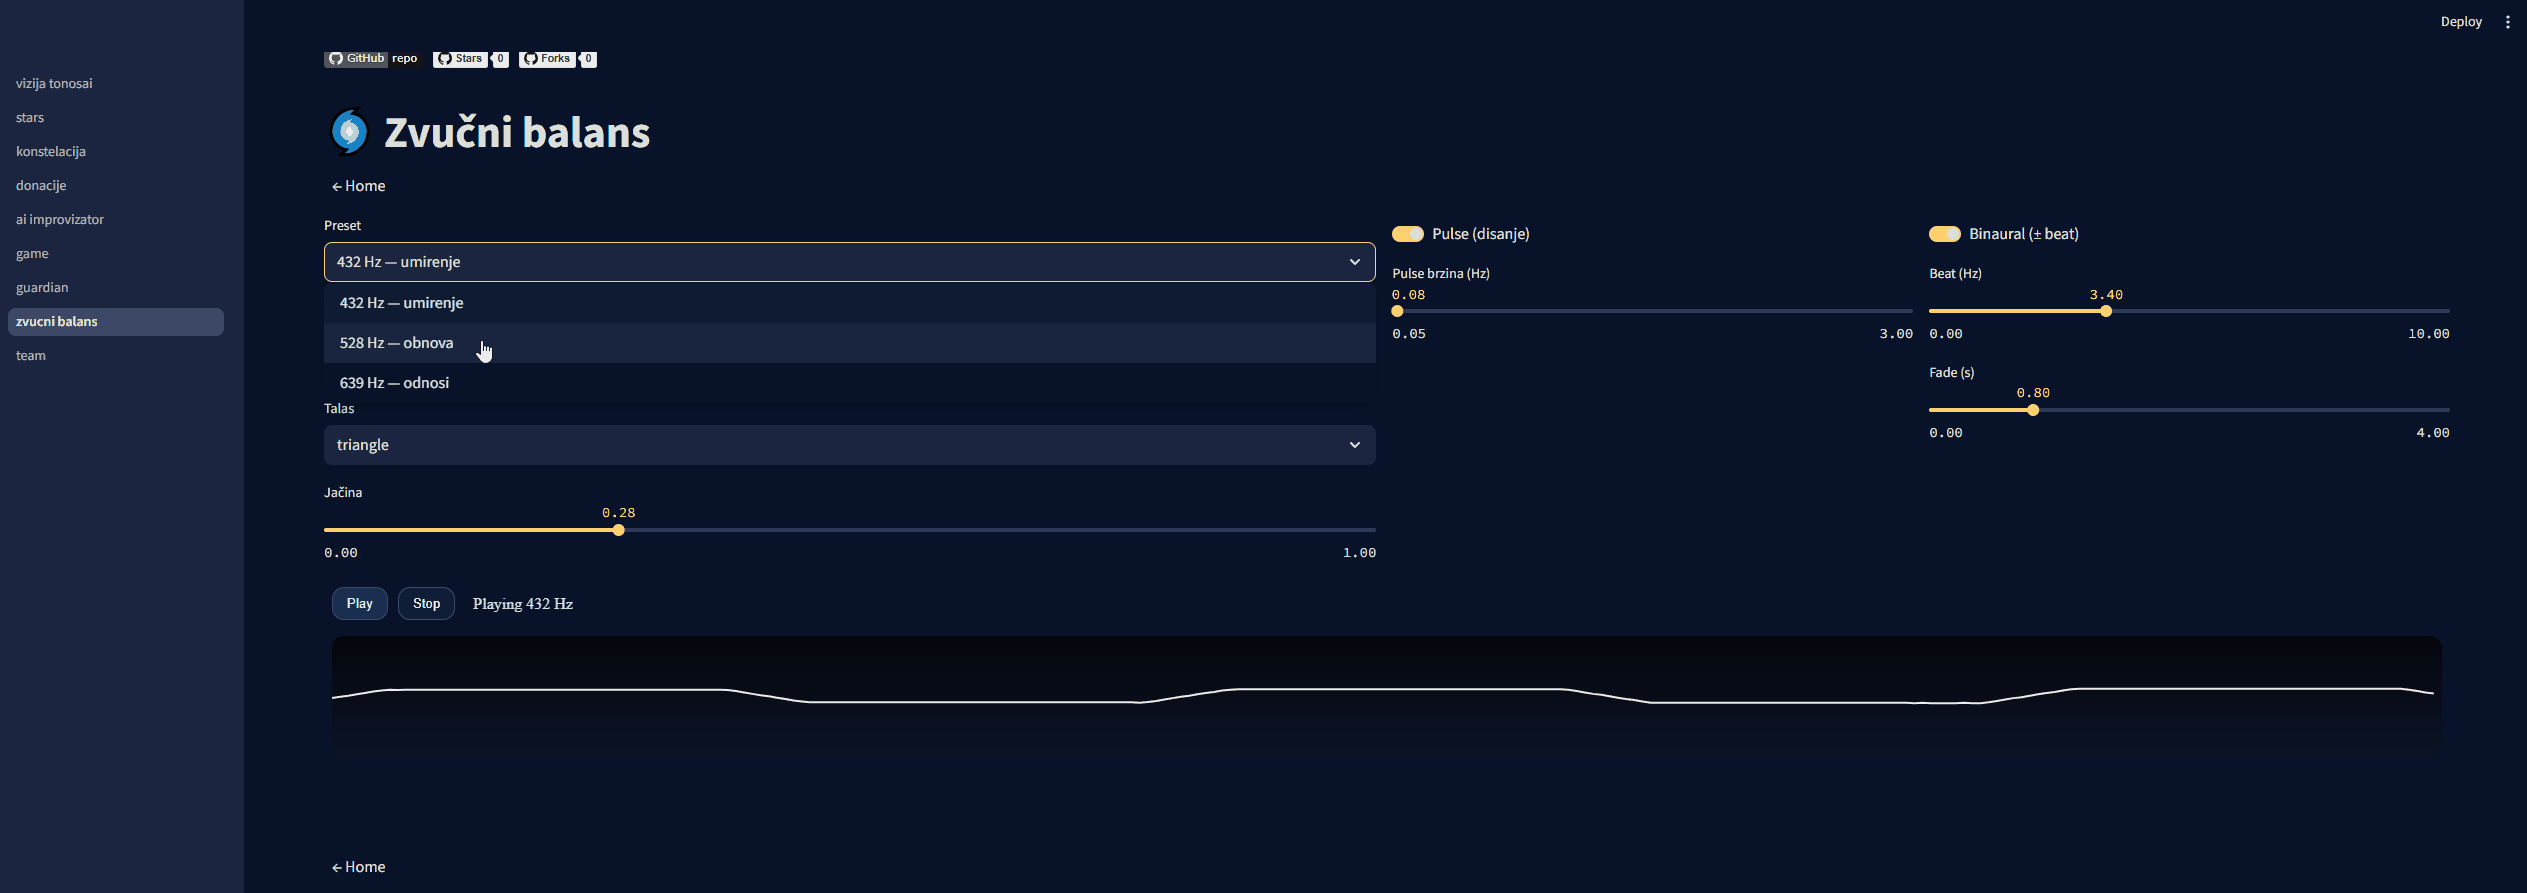 Deploy
vizija tonosai
stars
konstelacija
donacije
ai improvizator
game
guardian
zvucni balans
team
GitHub repo Stars 0 Forks 0
Zvučni balans
← Home
Preset
432 Hz — umirenje
432 Hz — umirenje
528 Hz — obnova
639 Hz — odnosi
Talas
triangle
Jačina
0.28
0.00 1.00
Pulse (disanje)
Pulse brzina (Hz)
0.08
0.05 3.00
Binaural (± beat)
Beat (Hz)
3.40
0.00 10.00
Fade (s)
0.80
0.00 4.00
Play Stop Playing 432 Hz
← Home